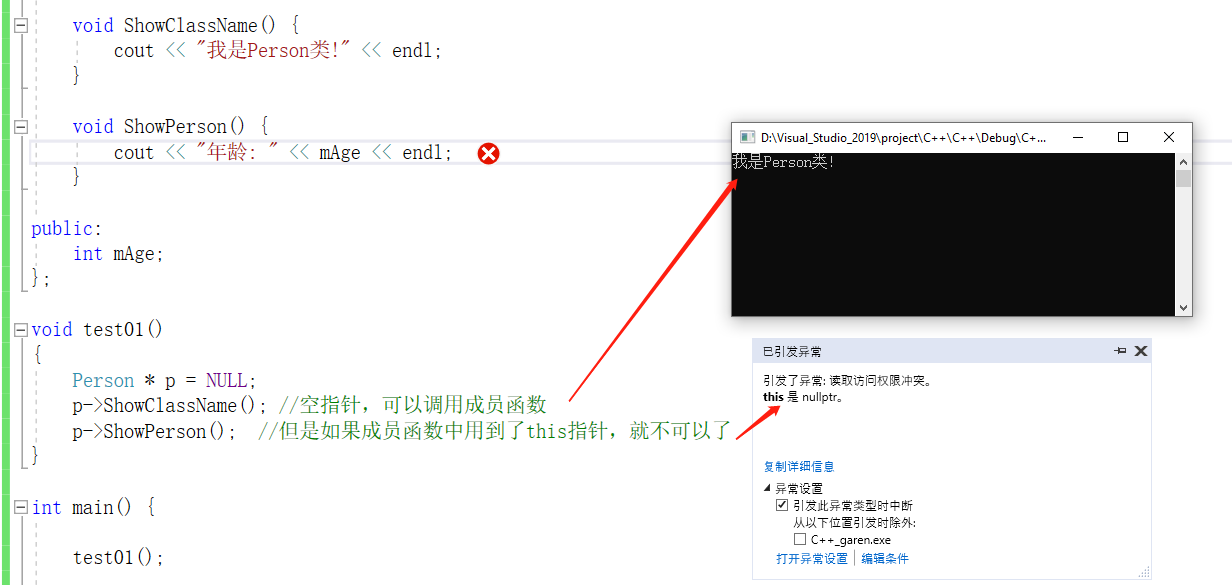 void ShowClassName() {
cout << "我是Person类!" << endl;
}
void ShowPerson() {
cout << "年龄: " << mAge << endl;
}
public:
int mAge;
};
void test01()
{
Person * p = NULL;
p->ShowClassName(); //空指针，可以调用成员函数
p->ShowPerson();  //但是如果成员函数中用到了this指针，就不可以了
}
int main() {
test01();
D:\Visual_Studio_2019\project\C++\C++\Debug\C+...
我是Person类!
已引发异常
引发了异常: 读取访问权限冲突。
this 是 nullptr。
复制详细信息
异常设置
引发此异常类型时中断
从以下位置引发时除外:
C++_garen.exe
打开异常设置 | 编辑条件